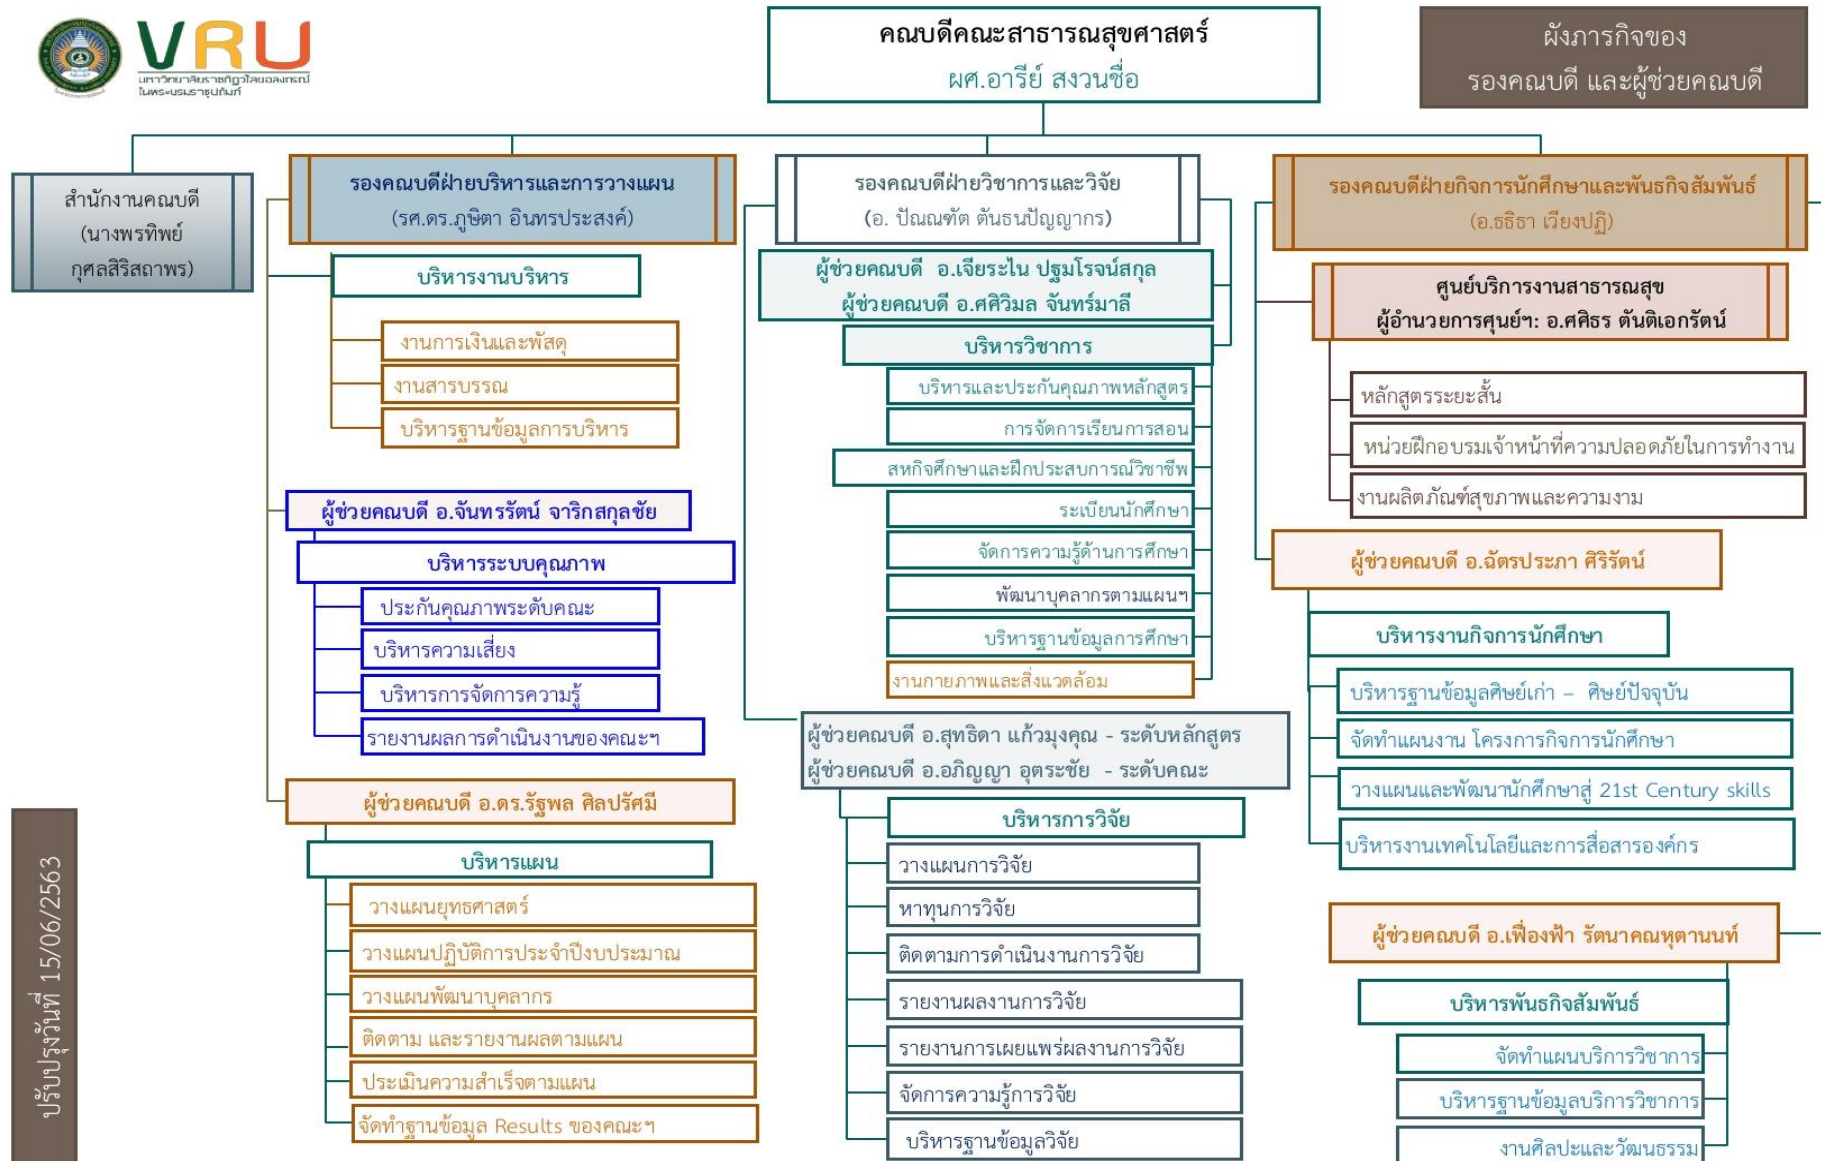 VRU
มหาวิทยาลัยราชภัฏวไลยอลงกรณ์
ในพระบรมราชูปถัมภ์
คณบดีคณะสาธารณสุขศาสตร์
ผศ.อารีย์ สงวนชื่อ
ผังภารกิจของ
รองคณบดี และผู้ช่วยคณบดี
สำนักงานคณบดี
(นางพรทิพย์
กุศลสิริสถาพร)
รองคณบดีฝ่ายบริหารและการวางแผน
(รศ.ดร.ภูษิตา อินทรประสงค์)
บริหารงานบริหาร
งานการเงินและพัสดุ
งานสารบรรณ
บริหารฐานข้อมูลการบริหาร
ผู้ช่วยคณบดี อ.จันทรรัตน์ จาริกสกุลชัย
บริหารระบบคุณภาพ
ประกันคุณภาพระดับคณะ
บริหารความเสี่ยง
บริหารการจัดการความรู้
รายงานผลการดำเนินงานของคณะฯ
ผู้ช่วยคณบดี อ.ดร.รัฐพล ศิลปรัศมี
บริหารแผน
วางแผนยุทธศาสตร์
วางแผนปฏิบัติการประจำปีงบประมาณ
วางแผนพัฒนาบุคลากร
ติดตาม และรายงานผลตามแผน
ประเมินความสำเร็จตามแผน
จัดทำฐานข้อมูล Results ของคณะฯ
รองคณบดีฝ่ายวิชาการและวิจัย
(อ. ปัณณทัต ตันธนปัญญากร)
ผู้ช่วยคณบดี อ.เจียระไน ปฐมโรจน์สกุล
ผู้ช่วยคณบดี อ.ศศิวิมล จันทร์มาลี
บริหารวิชาการ
บริหารและประกันคุณภาพหลักสูตร
การจัดการเรียนการสอน
สหกิจศึกษาและฝึกประสบการณ์วิชาชีพ
ระเบียนนักศึกษา
จัดการความรู้ด้านการศึกษา
พัฒนาบุคลากรตามแผนฯ
บริหารฐานข้อมูลการศึกษา
งานกายภาพและสิ่งแวดล้อม
ผู้ช่วยคณบดี อ.สุทธิดา แก้วมุงคุณ - ระดับหลักสูตร
ผู้ช่วยคณบดี อ.อภิญญา อุตระชัย - ระดับคณะ
บริหารการวิจัย
วางแผนการวิจัย
หาทุนการวิจัย
ติดตามการดำเนินงานการวิจัย
รายงานผลงานการวิจัย
รายงานการเผยแพร่ผลงานการวิจัย
จัดการความรู้การวิจัย
บริหารฐานข้อมูลวิจัย
รองคณบดีฝ่ายกิจการนักศึกษาและพันธกิจสัมพันธ์
(อ.ธธิธา เวียงปฏิ)
ศูนย์บริการงานสาธารณสุข
ผู้อำนวยการศูนย์ฯ: อ.ศศิธร ตันติเอกรัตน์
หลักสูตรระยะสั้น
หน่วยฝึกอบรมเจ้าหน้าที่ความปลอดภัยในการทำงาน
งานผลิตภัณฑ์สุขภาพและความงาม
ผู้ช่วยคณบดี อ.ฉัตรประภา ศิริรัตน์
บริหารงานกิจการนักศึกษา
บริหารฐานข้อมูลศิษย์เก่า – ศิษย์ปัจจุบัน
จัดทำแผนงาน โครงการกิจการนักศึกษา
วางแผนและพัฒนานักศึกษาสู่ 21st Century skills
บริหารงานเทคโนโลยีและการสื่อสารองค์กร
ผู้ช่วยคณบดี อ.เฟื่องฟ้า รัตนาคณหุตานนท์
บริหารพันธกิจสัมพันธ์
จัดทำแผนบริการวิชาการ
บริหารฐานข้อมูลบริการวิชาการ
งานศิลปะและวัฒนธรรม
ปรับปรุงวันที่ 15/06/2563